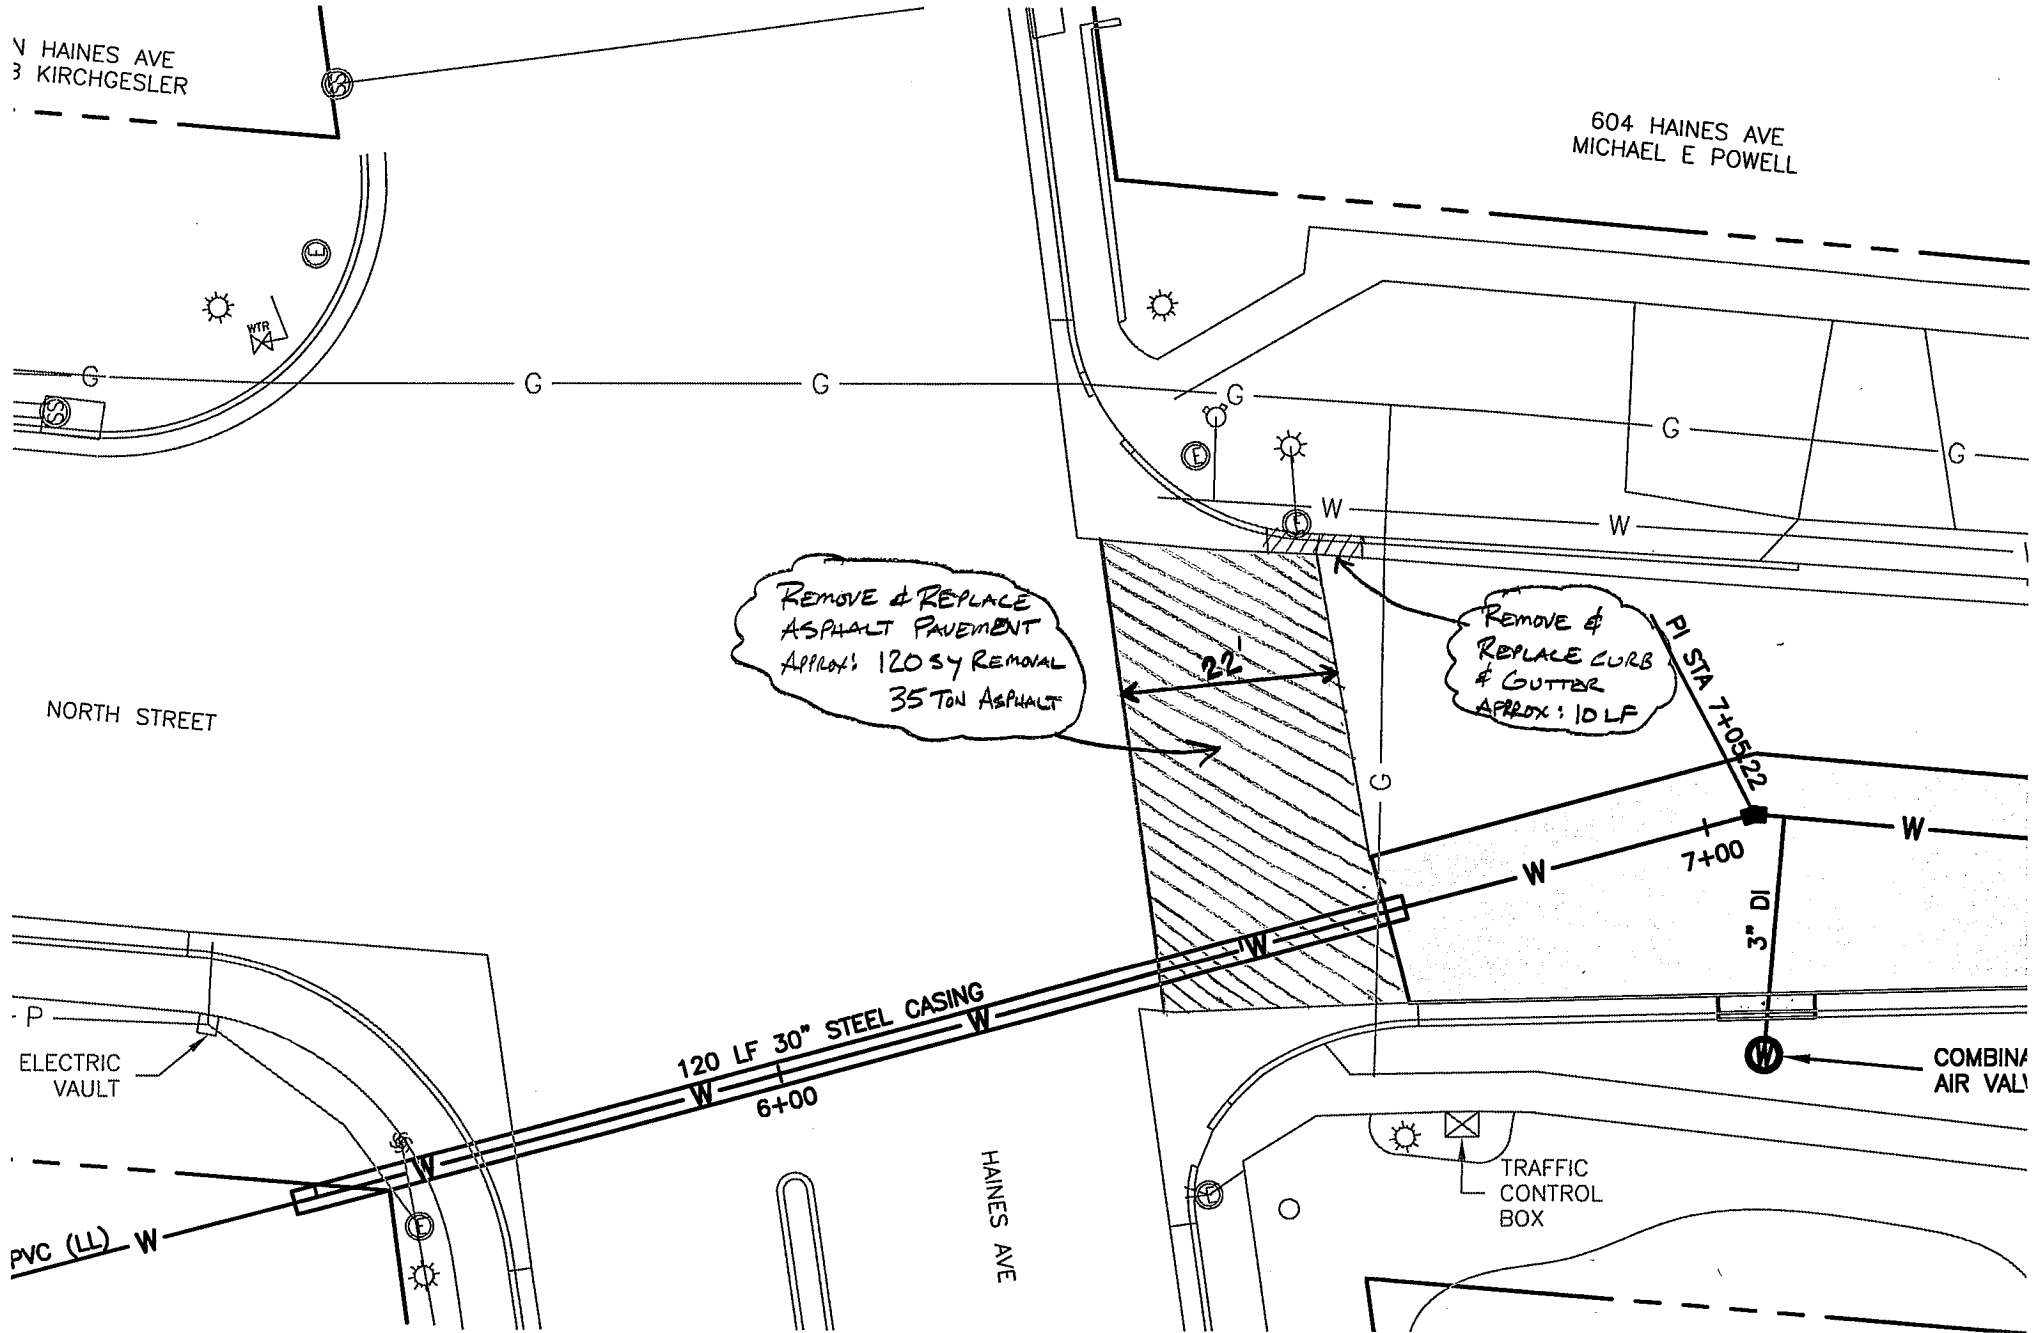 N HAINES AVE
B KIRCHGESLER
SS
604 HAINES AVE
MICHAEL E POWELL
E
WTR
G
G
G
G
SS
G
G
E
W
W
E
REMOVE & REPLACE
ASPHALT PAVEMENT
APPROX: 120 SY REMOVAL
35 TON ASPHALT
22'
REMOVE &
REPLACE CURB
& GUTTER
APPROX: 10 LF
PI STA 7+05.22
NORTH STREET
G
W
W
7+00
3" DI
W
120 LF 30" STEEL CASING
W
W
6+00
P
ELECTRIC
VAULT
W
COMBINA
AIR VALV
W
TRAFFIC
CONTROL
BOX
HAINES AVE
E
E
PVC (LL)
W